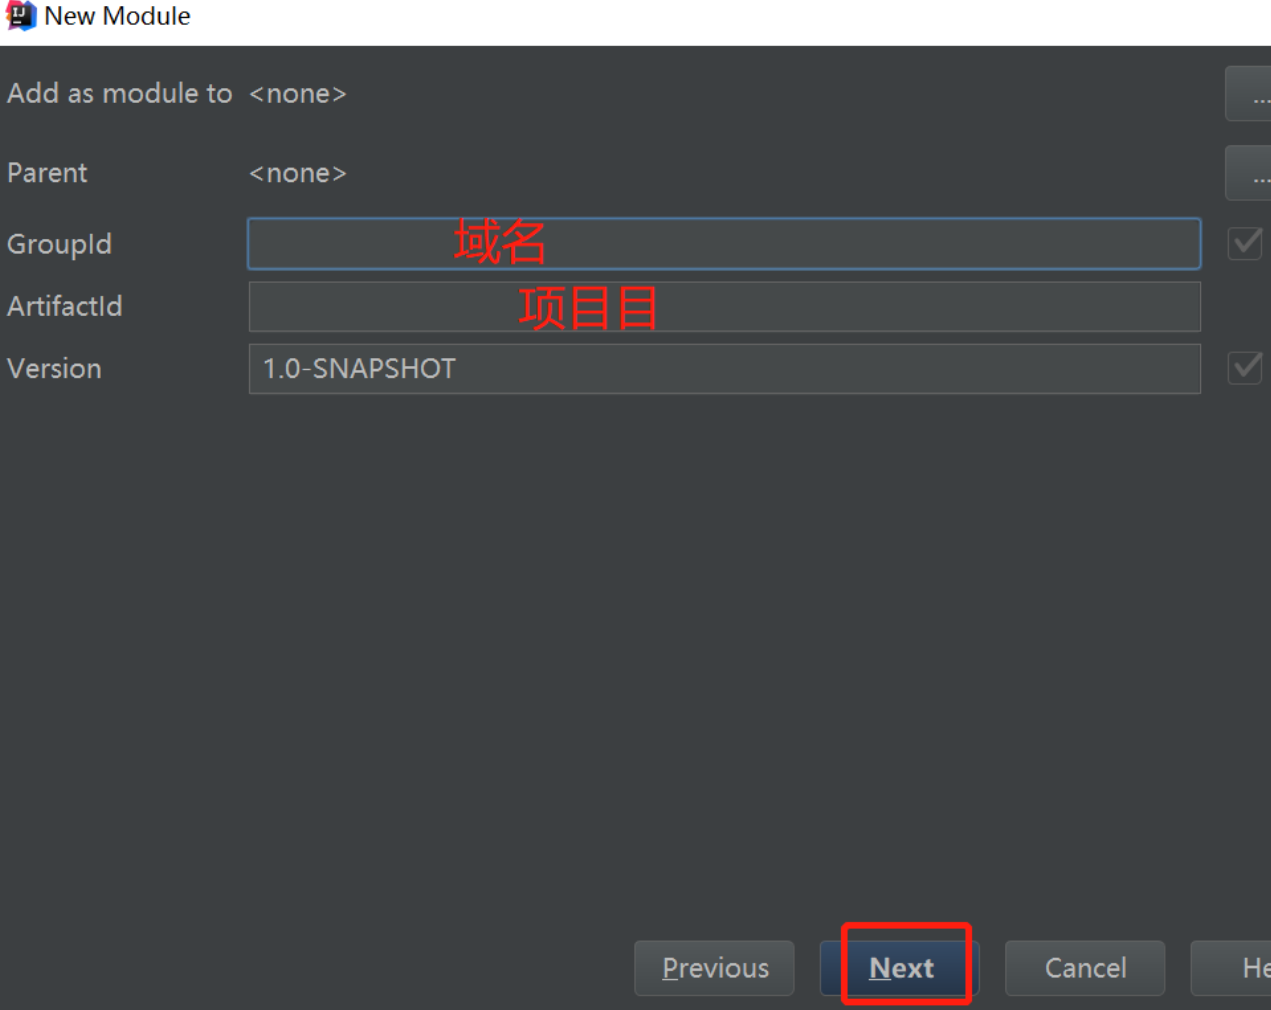 New Module
Add as module to <none> ...
Parent <none> ...
GroupId 域名
ArtifactId 项目目
Version 1.0-SNAPSHOT
Previous Next Cancel He